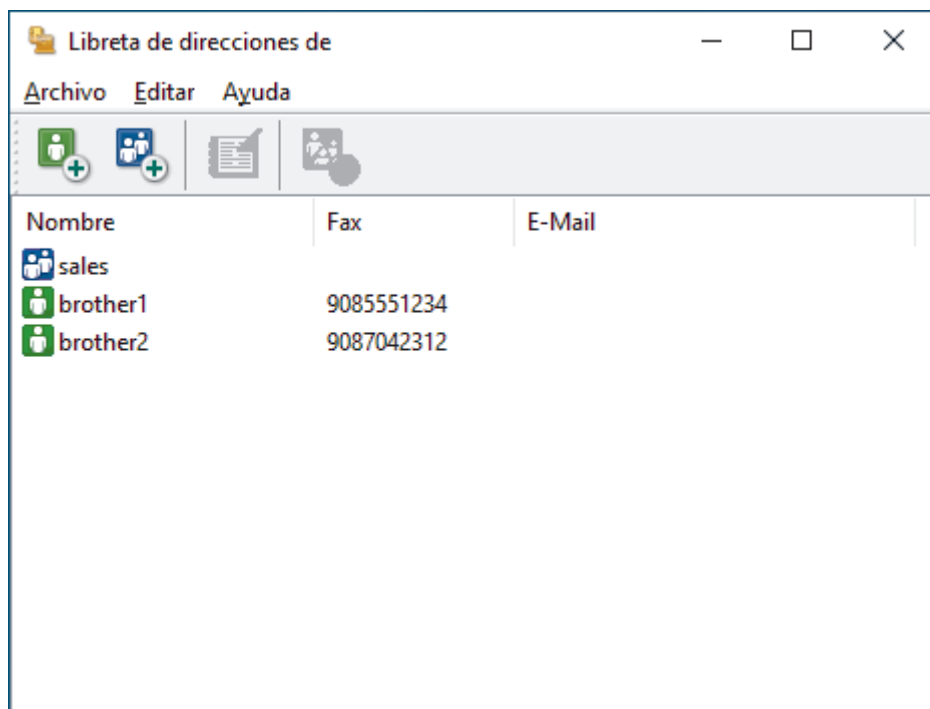 Libreta de direcciones de
Archivo Editar Ayuda
Nombre Fax E-Mail
sales
brother1 9085551234
brother2 9087042312